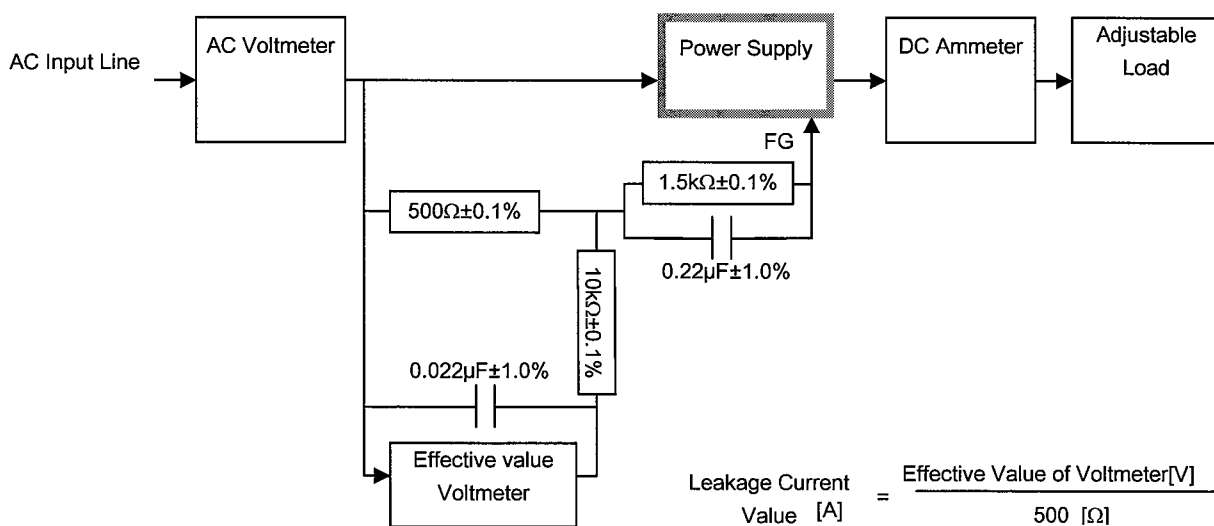 AC Input Line
AC Voltmeter
Power Supply
DC Ammeter
Adjustable
Load
FG
1.5kΩ±0.1%
500Ω±0.1%
0.22µF±1.0%
10kΩ±0.1%
0.022µF±1.0%
Effective value
Voltmeter
Leakage Current
Value [A]
=
Effective Value of Voltmeter[V]
500 [Ω]